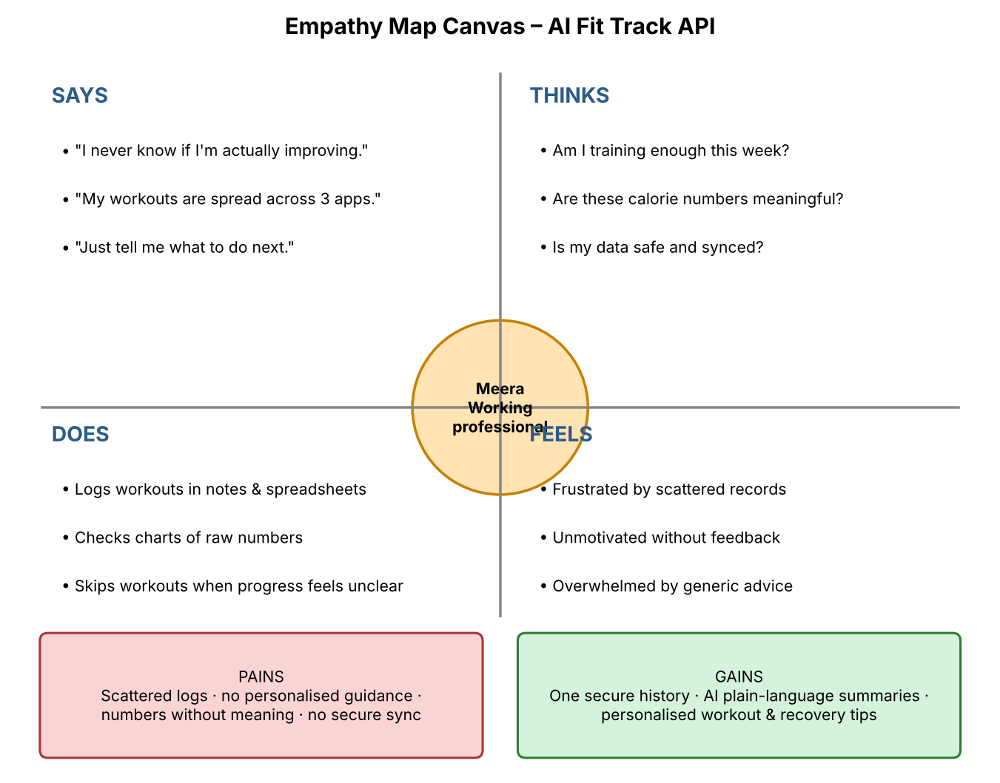 Empathy Map Canvas – AI Fit Track API
SAYS
• "I never know if I'm actually improving."
• "My workouts are spread across 3 apps."
• "Just tell me what to do next."
THINKS
• Am I training enough this week?
• Are these calorie numbers meaningful?
• Is my data safe and synced?
Meera
Working
professional
DOES
• Logs workouts in notes & spreadsheets
• Checks charts of raw numbers
• Skips workouts when progress feels unclear
FEELS
• Frustrated by scattered records
• Unmotivated without feedback
• Overwhelmed by generic advice
PAINS
Scattered logs · no personalised guidance ·
numbers without meaning · no secure sync
GAINS
One secure history · AI plain-language summaries ·
personalised workout & recovery tips